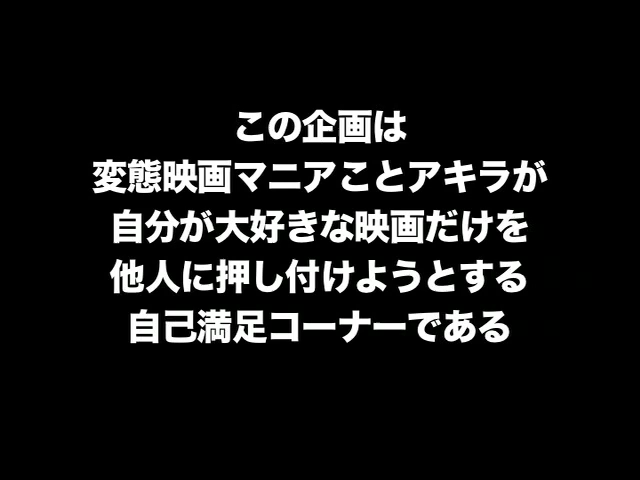 この企画は
変態映画マニアことアキラが
自分が大好きな映画だけを
他人に押し付けようとする
自己満足コーナーである